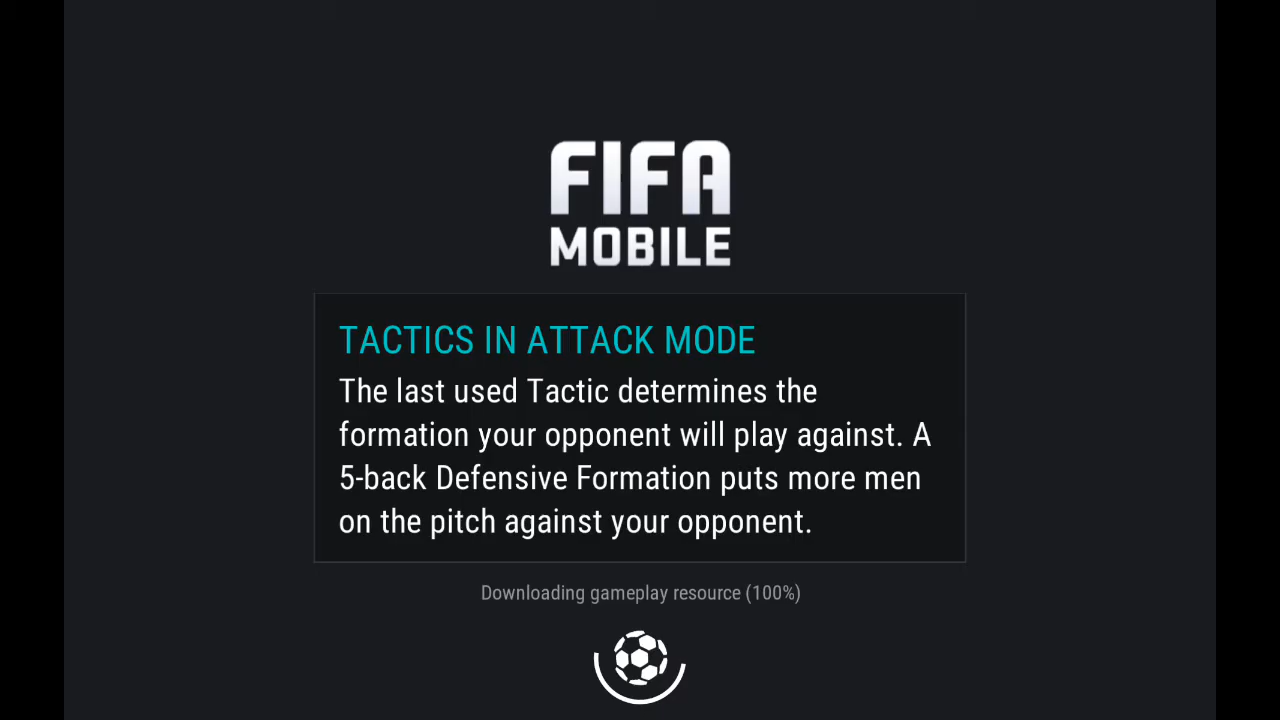 FIFA
MOBILE
TACTICS IN ATTACK MODE
The last used Tactic determines the
formation your opponent will play against. A
5-back Defensive Formation puts more men
on the pitch against your opponent.
Downloading gameplay resource (100%)